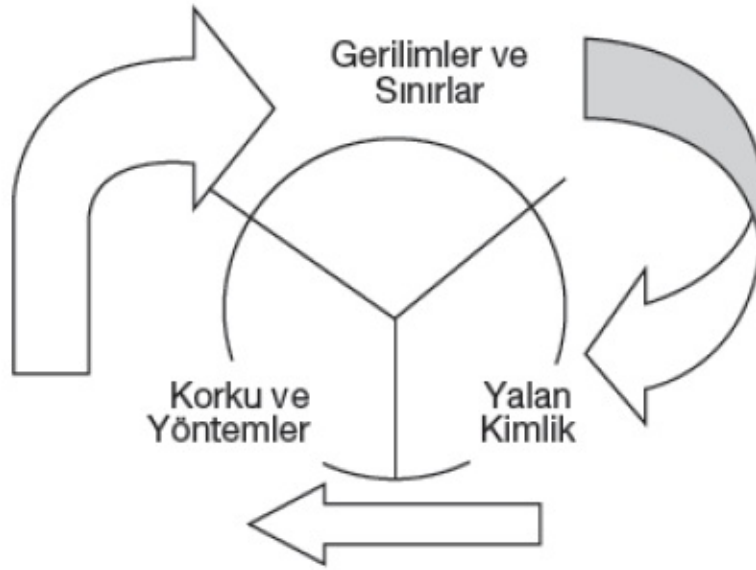 Gerilimler ve
Sınırlar
Korku ve
Yöntemler
Yalan
Kimlik